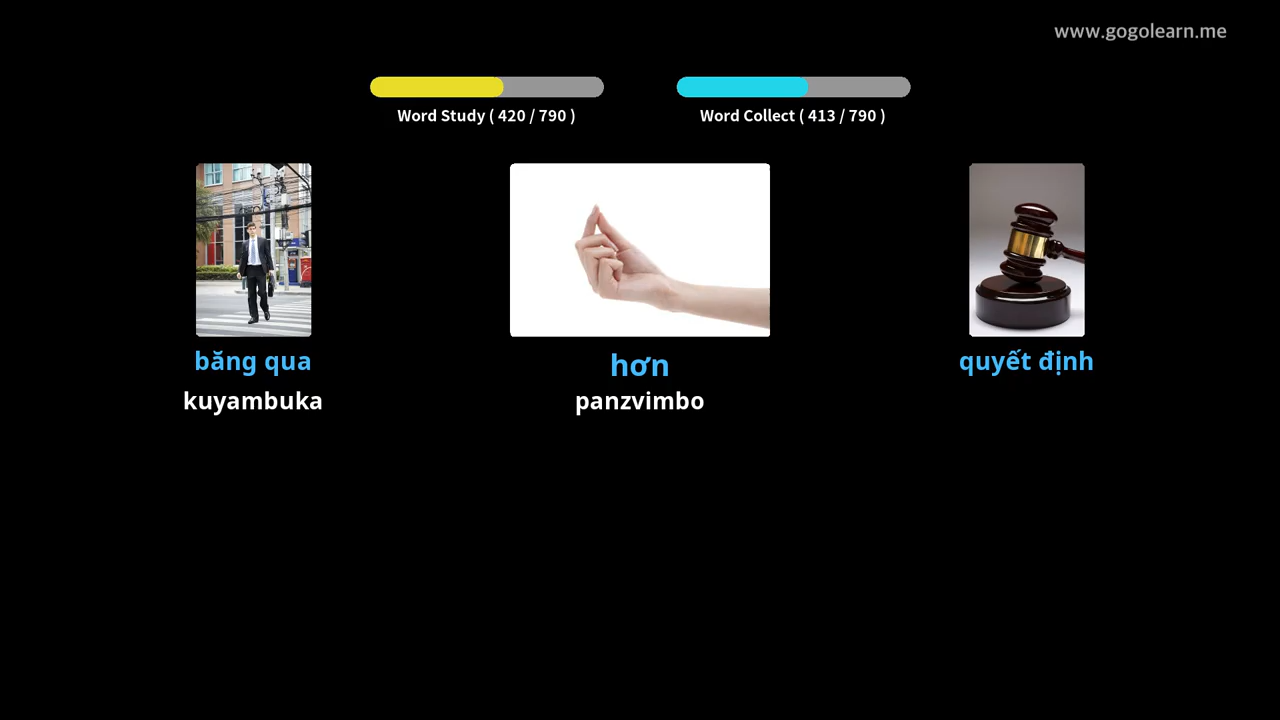 www.gogolearn.me
Word Study ( 420 / 790 )
Word Collect ( 413 / 790 )
băng qua
kuyambuka
hơn
panzvimbo
quyết định